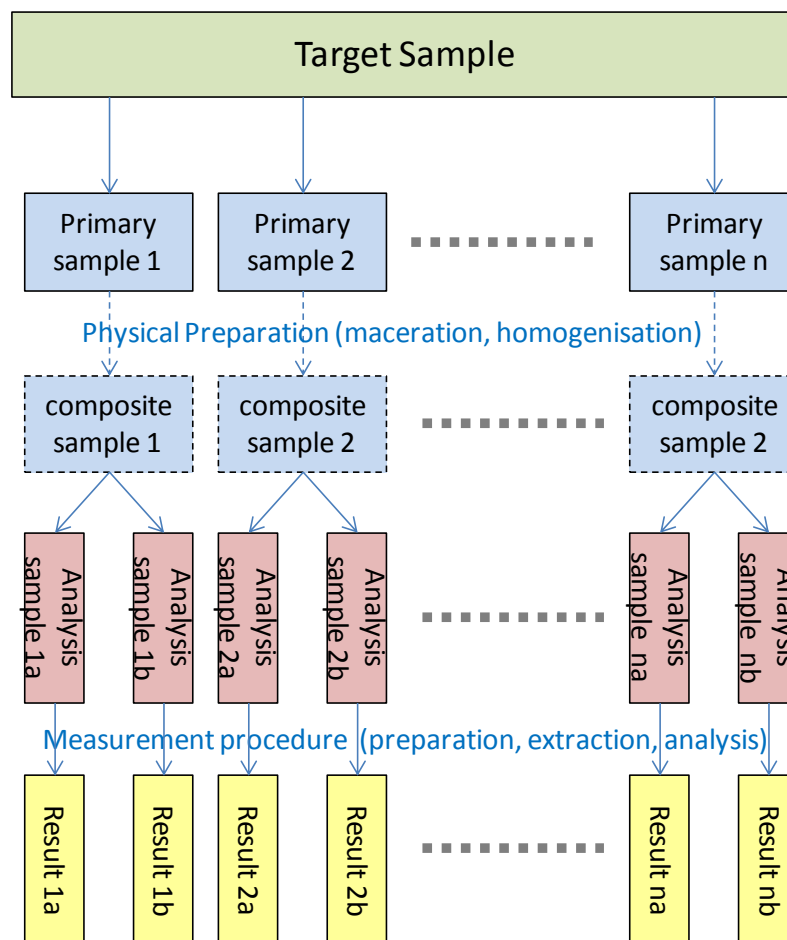 Target Sample
Primary
sample 1
Primary
sample 2
Primary
sample n
Physical Preparation (maceration, homogenisation)
composite
sample 1
composite
sample 2
composite
sample 2
Analysis
sample 1a
Analysis
sample 1b
Analysis
sample 2a
Analysis
sample 2b
Analysis
sample na
Analysis
sample nb
Measurement procedure (preparation, extraction, analysis)
Result 1a
Result 1b
Result 2a
Result 2b
Result na
Result nb